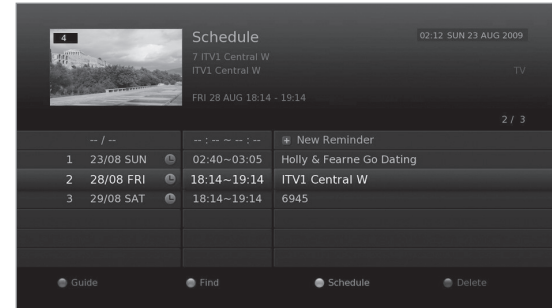 4
Schedule
02:12 SUN 23 AUG 2009
7 ITV1 Central W
ITV1 Central W
TV
FRI 28 AUG 18:14 - 19:14
2/ 3
-- / -- -- : -- ~ -- : -- New Reminder
1 23/08 SUN 02:40~03:05 Holly & Fearne Go Dating
2 28/08 FRI 18:14~19:14 ITV1 Central W
3 29/08 SAT 18:14~19:14 6945
Guide Find Schedule Delete